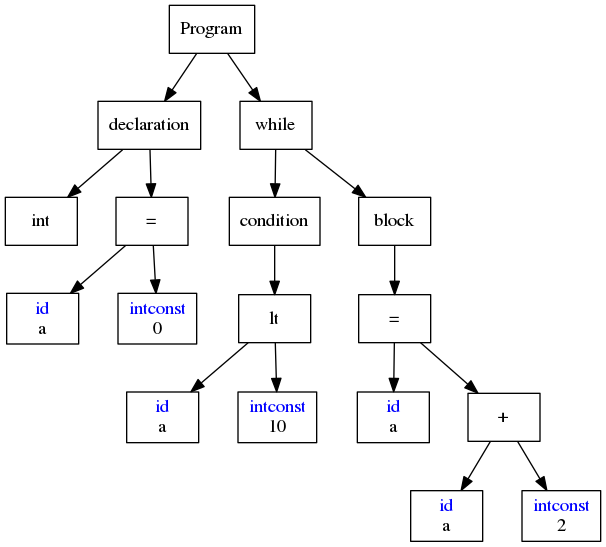 Program
declaration
while
int
=
condition
block
id
a
intconst
0
lt
=
id
a
intconst
10
id
a
+
id
a
intconst
2